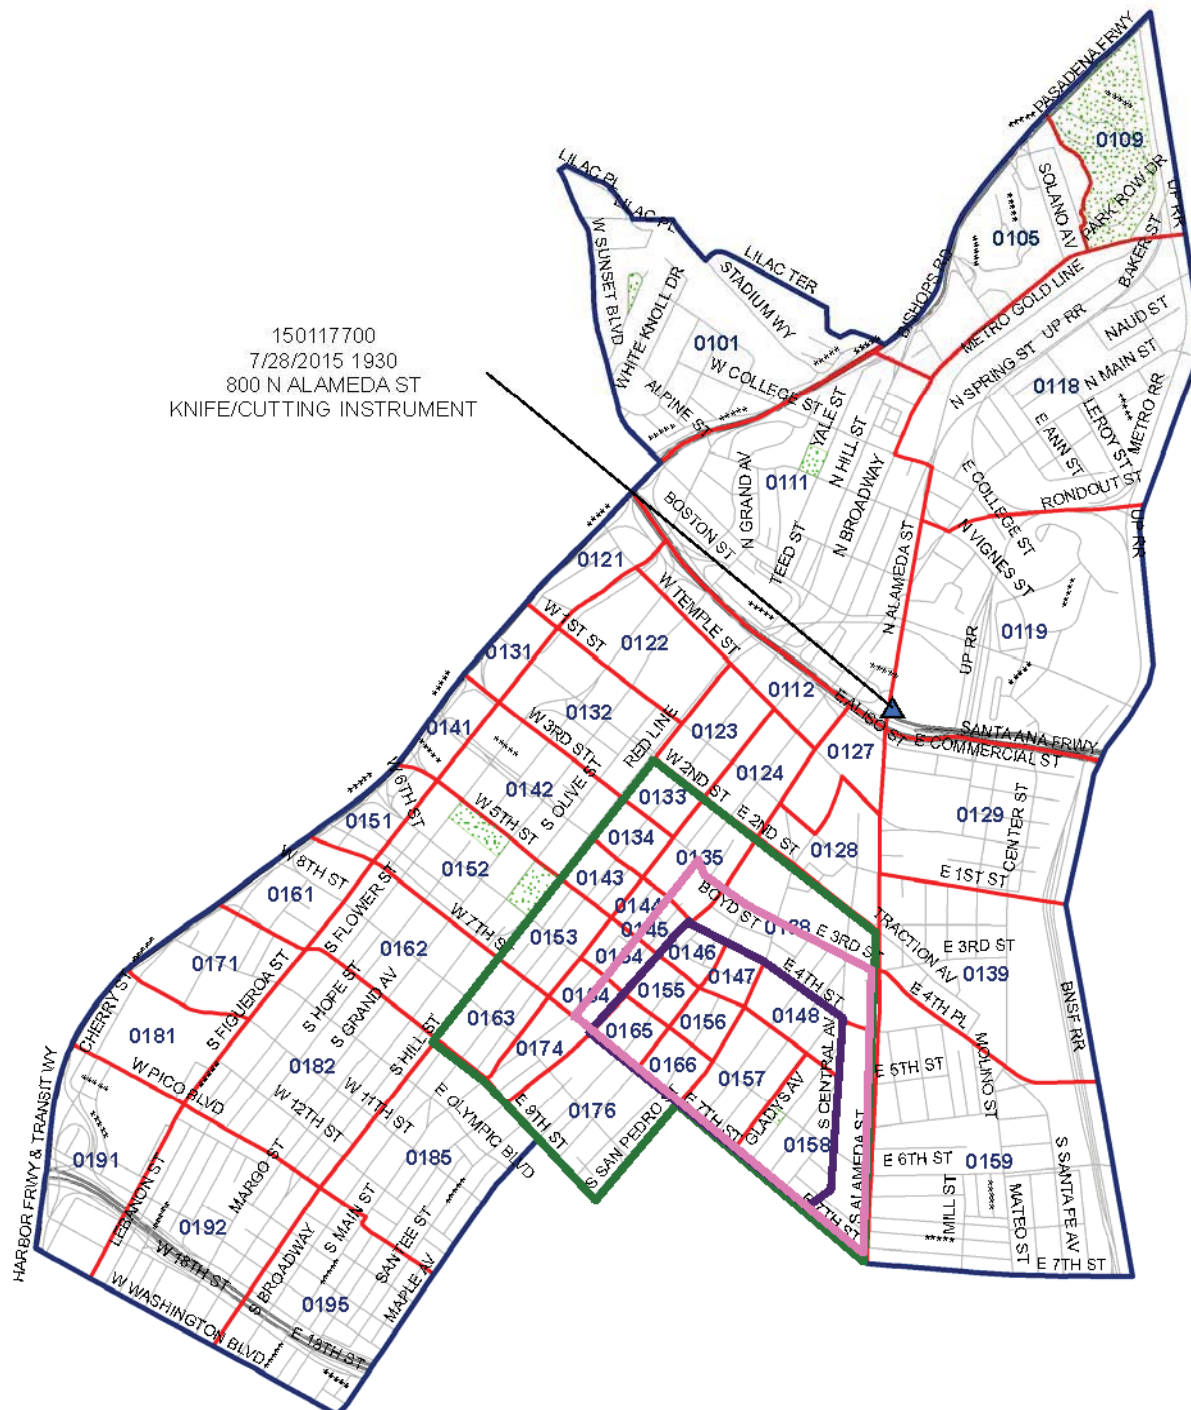 PASADENA FRWY
*****
*****
0109
SOLANO AV
PARK ROW DR
UP RR
*****
0105
*****
BAKER ST
LILAC PL
LILAC PL
LILAC TER
W SUNSET BLVD
STADIUM WY
BISHOPS RD
METRO GOLD LINE
UP RR
NAUD ST
WHITE KNOLL DR
150117700
7/28/2015 1930
800 N ALAMEDA ST
KNIFE/CUTTING INSTRUMENT
0101
*****
*****
W COLLEGE ST
N SPRING ST
0118
N MAIN ST
METRO RR
ALPINE ST
*****
*****
YALE ST
N HILL ST
E ANN ST
LEROY ST
*****
N GRAND AV
0111
N BROADWAY
E COLLEGE ST
RONDOUT ST
*****
BOSTON ST
TEED ST
N VIGNES ST
UP RR
0121
W TEMPLE ST
*****
N ALAMEDA ST
*****
W 1ST ST
0122
0119
UP RR
0131
*****
*****
*****
0112
0132
RED LINE
E ALISO ST
SANTA ANA FRWY
E COMMERCIAL ST
0141
*****
W 3RD ST
*****
0123
0127
W 2ND ST
0124
W 6TH ST
0142
S OLIVE ST
0133
*****
W 5TH ST
E 2ND ST
0129
CENTER ST
0151
0134
0135
0128
W 8TH ST
0152
0143
E 1ST ST
0161
S FLOWER ST
0144
BOYD ST
0138
TRACTION AV
W 7TH ST
0153
0145
E 3RD ST
E 3RD ST
*****
0171
0162
0154
0146
0139
CHERRY ST
S FIGUEROA ST
S HOPE ST
S GRAND AV
0147
E 4TH ST
E 4TH PL
0164
0155
0148
BNSF RR
0181
0163
0165
0156
S CENTRAL AV
MOLINO ST
S HILL ST
0174
0166
0182
0157
GLADYS AV
E 5TH ST
HARBOR FRWY & TRANSIT WY
W PICO BLVD
*****
*****
W 12TH ST
W 11TH ST
E OLYMPIC BLVD
E 9TH ST
0176
E 7TH ST
*****
0158
S ALAMEDA ST
S SAN PEDRO
0191
0185
E 6TH ST
0159
LEBANON ST
MARGO ST
*****
*****
MILL ST
*****
MATEO ST
S SANTA FE AV
*****
0192
S MAIN ST
SANTEE ST
E 7TH ST
E 7TH ST
W 18TH ST
S BROADWAY
*****
MAPLE AV
W WASHINGTON BLVD
0195
E 18TH ST
*****
*****